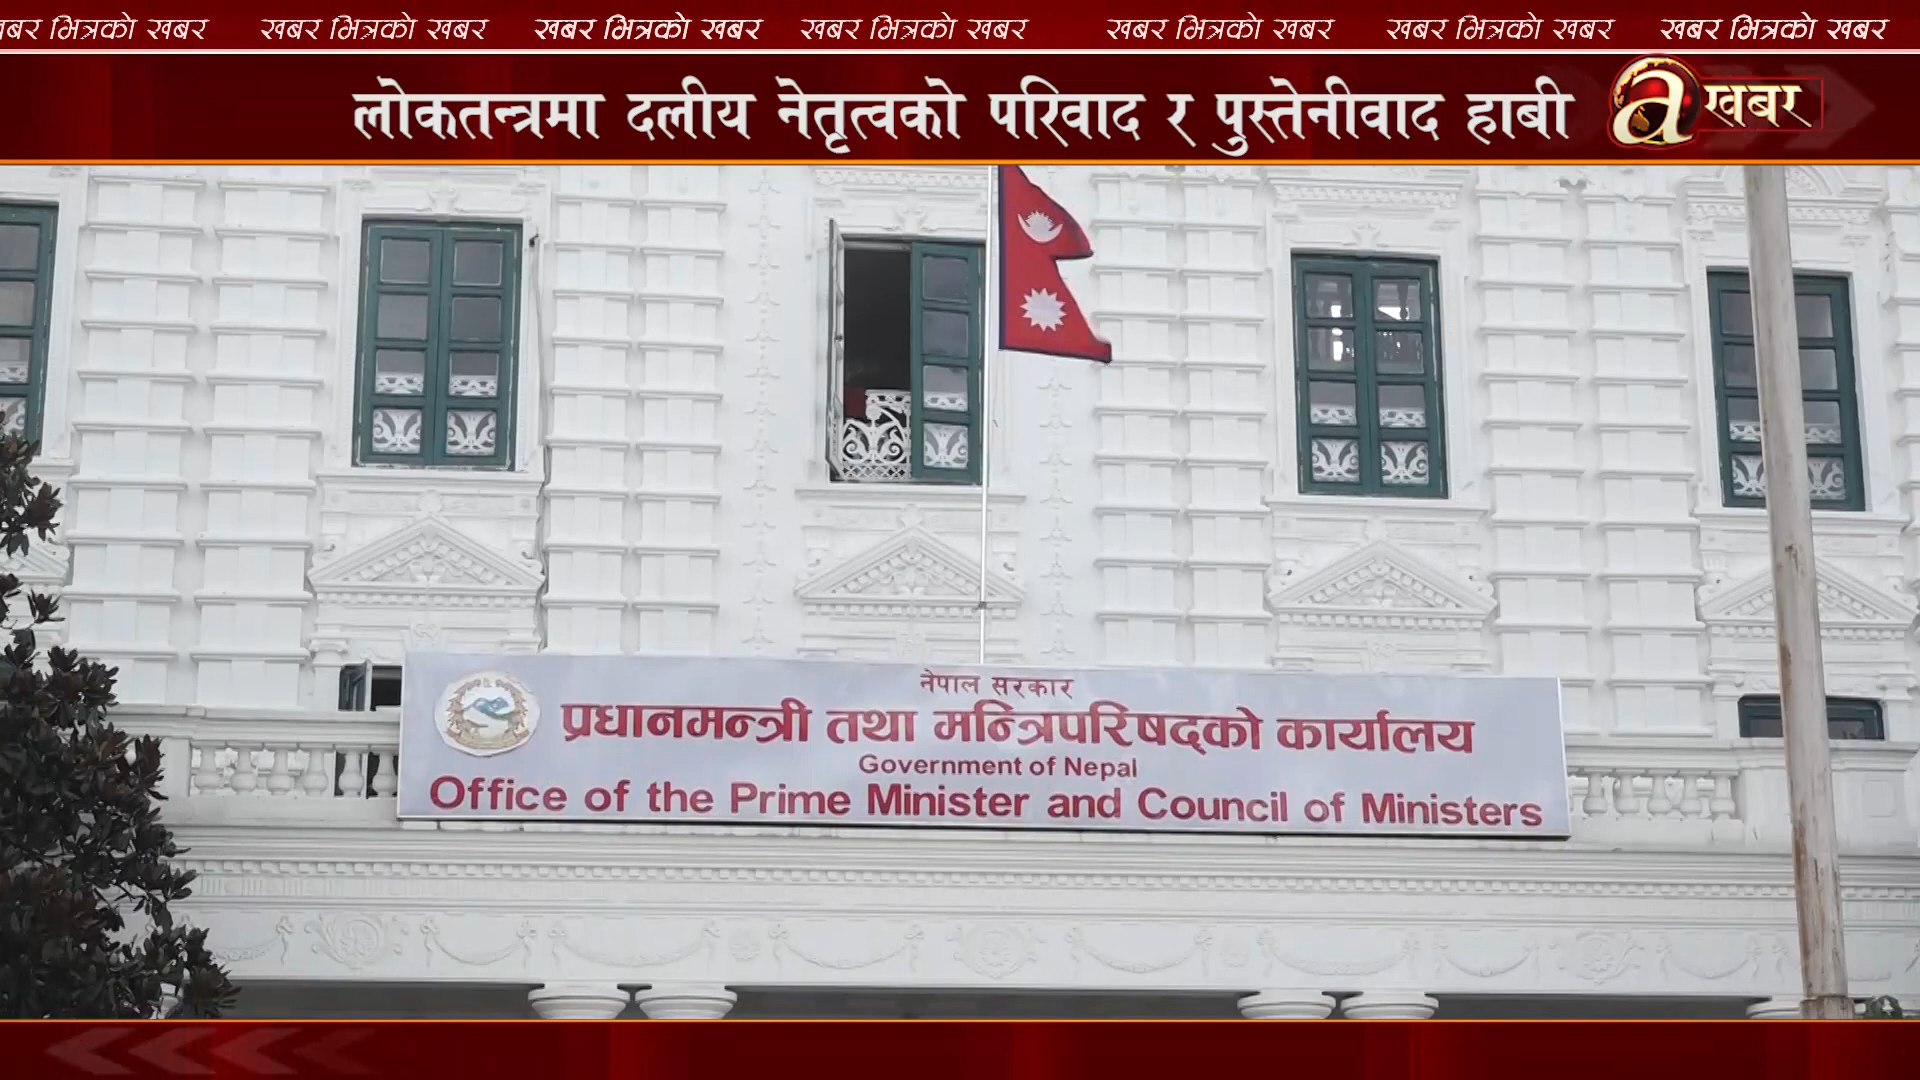 खबर भित्रको खबर खबर भित्रको खबर खबर भित्रको खबर खबर भित्रको खबर खबर भित्रको खबर खबर भित्रको खबर खबर भित्रको खबर
लोकतन्त्रमा दलीय नेतृत्वको परिवाद र पुस्तेनीवाद हाबी
a खबर
नेपाल सरकार
प्रधानमन्त्री तथा मन्त्रिपरिषद्को कार्यालय
Government of Nepal
Office of the Prime Minister and Council of Ministers